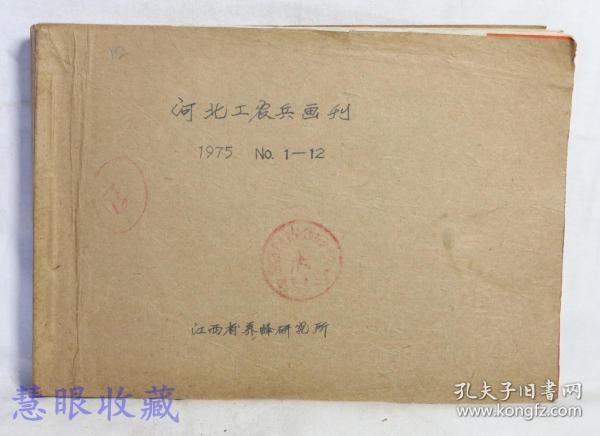 河北工农兵画刊
1975 No. 1—12
江西省养蜂研究所
慧眼收藏
孔夫子旧书网
www.kongfz.com